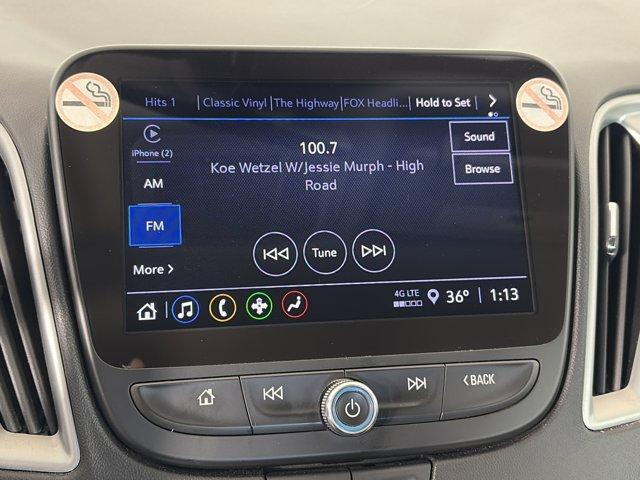 Hits 1 Classic Vinyl The Highway FOX Headli... Hold to Set
iPhone (2)
100.7
Sound
Koe Wetzel W/Jessie Murph - High
Road
Browse
AM
FM
Tune
More >
4G LTE 36° 1:13
<BACK